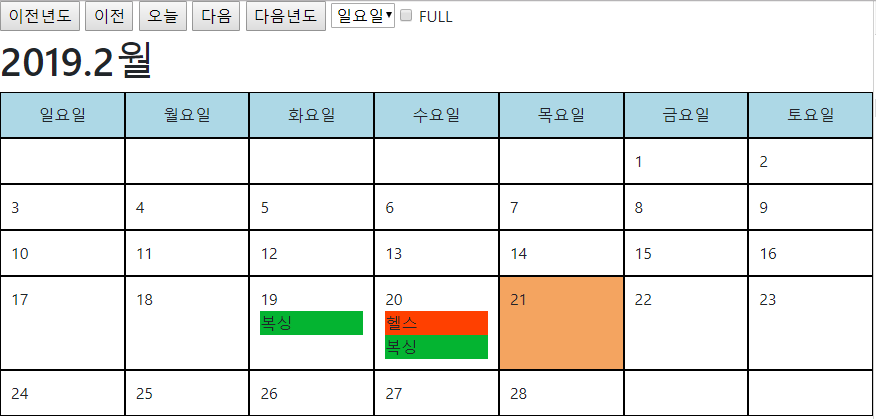 이전년도 이전 오늘 다음 다음년도 일요일 FULL
2019.2월
일요일 월요일 화요일 수요일 목요일 금요일 토요일
1 2
3 4 5 6 7 8 9
10 11 12 13 14 15 16
17 18 19 20 21 22 23
복싱 헬스
복싱
24 25 26 27 28